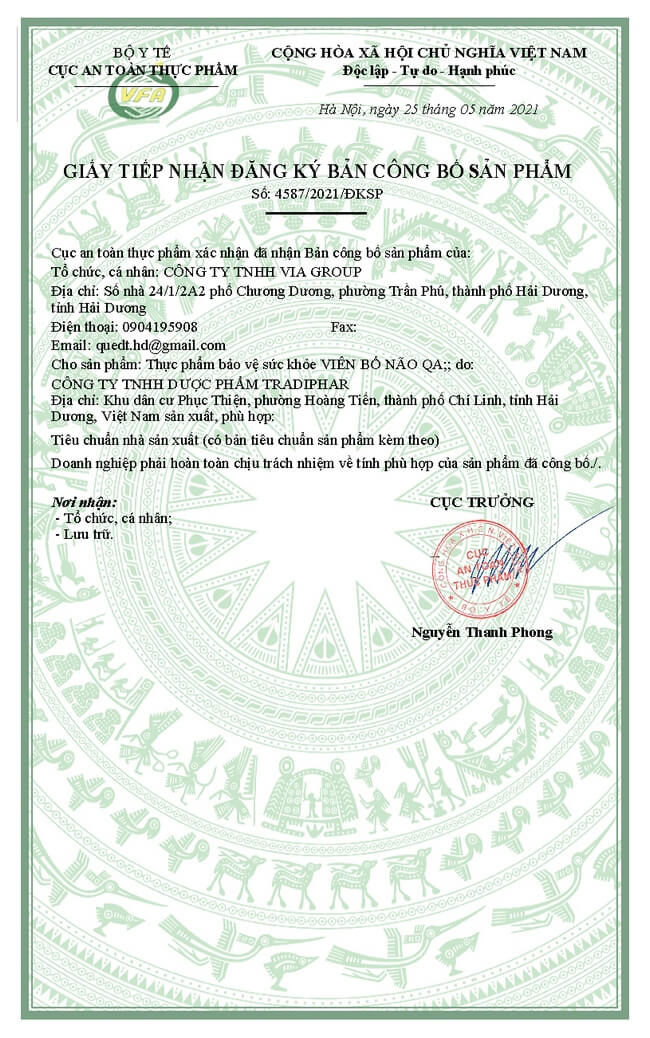 BỘ Y TẾ
CỤC AN TOÀN THỰC PHẨM
VFA
CỘNG HÒA XÃ HỘI CHỦ NGHĨA VIỆT NAM
Độc lập - Tự do - Hạnh phúc
Hà Nội, ngày 25 tháng 05 năm 2021
GIẤY TIẾP NHẬN ĐĂNG KÝ BẢN CÔNG BỐ SẢN PHẨM
Số: 4587/2021/ĐKSP
Cục an toàn thực phẩm xác nhận đã nhận Bản công bố sản phẩm của:
Tổ chức, cá nhân: CÔNG TY TNHH VIA GROUP
Địa chỉ: Số nhà 24/1/2A2 phố Chương Dương, phường Trần Phú, thành phố Hải Dương,
tỉnh Hải Dương
Điện thoại: 0904195908 Fax:
Email: quedt.hd@gmail.com
Cho sản phẩm: Thực phẩm bảo vệ sức khỏe VIÊN BỔ NÃO QA;; do:
CÔNG TY TNHH DƯỢC PHẨM TRADIPHAR
Địa chỉ: Khu dân cư Phục Thiện, phường Hoàng Tiến, thành phố Chí Linh, tỉnh Hải
Dương, Việt Nam sản xuất, phù hợp:
Tiêu chuẩn nhà sản xuất (có bản tiêu chuẩn sản phẩm kèm theo)
Doanh nghiệp phải hoàn toàn chịu trách nhiệm về tính phù hợp của sản phẩm đã công bố./.
Nơi nhận:
- Tổ chức, cá nhân;
- Lưu trữ.
CỤC TRƯỞNG
CỤC
AN TOÀN
THỰC PHẨM
BỘ Y TẾ
Nguyễn Thanh Phong